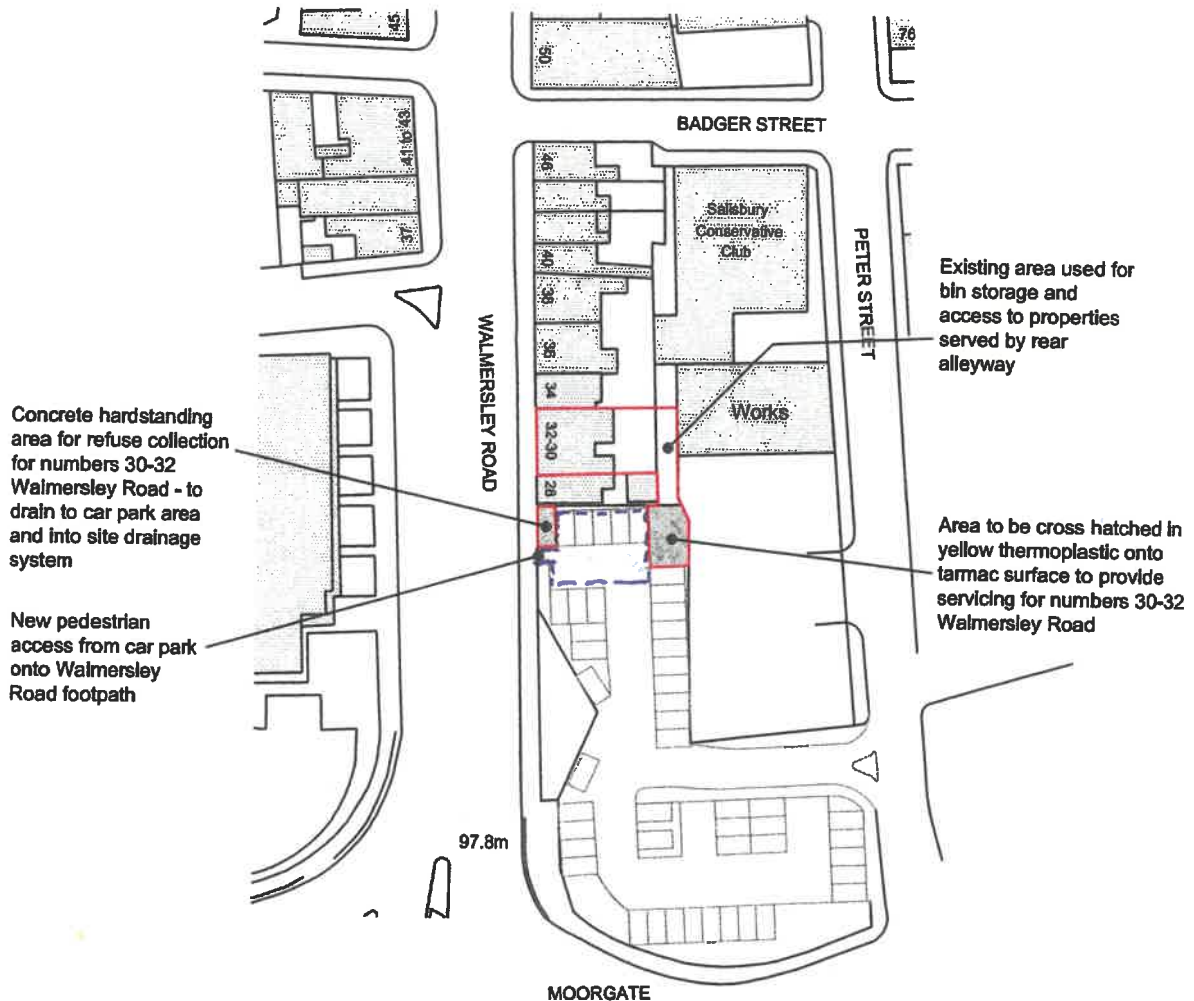 45
50
76
BADGER STREET
41 to 43
37
46
40
38
36
34
32-30
28
Salisbury
Conservative
Club
Works
WALMERSLEY ROAD
PETER STREET
Existing area used for
bin storage and
access to properties
served by rear
alleyway
Concrete hardstanding
area for refuse collection
for numbers 30-32
Walmersley Road - to
drain to car park area
and into site drainage
system
New pedestrian
access from car park
onto Walmersley
Road footpath
Area to be cross hatched in
yellow thermoplastic onto
tarmac surface to provide
servicing for numbers 30-32
Walmersley Road
97.8m
MOORGATE